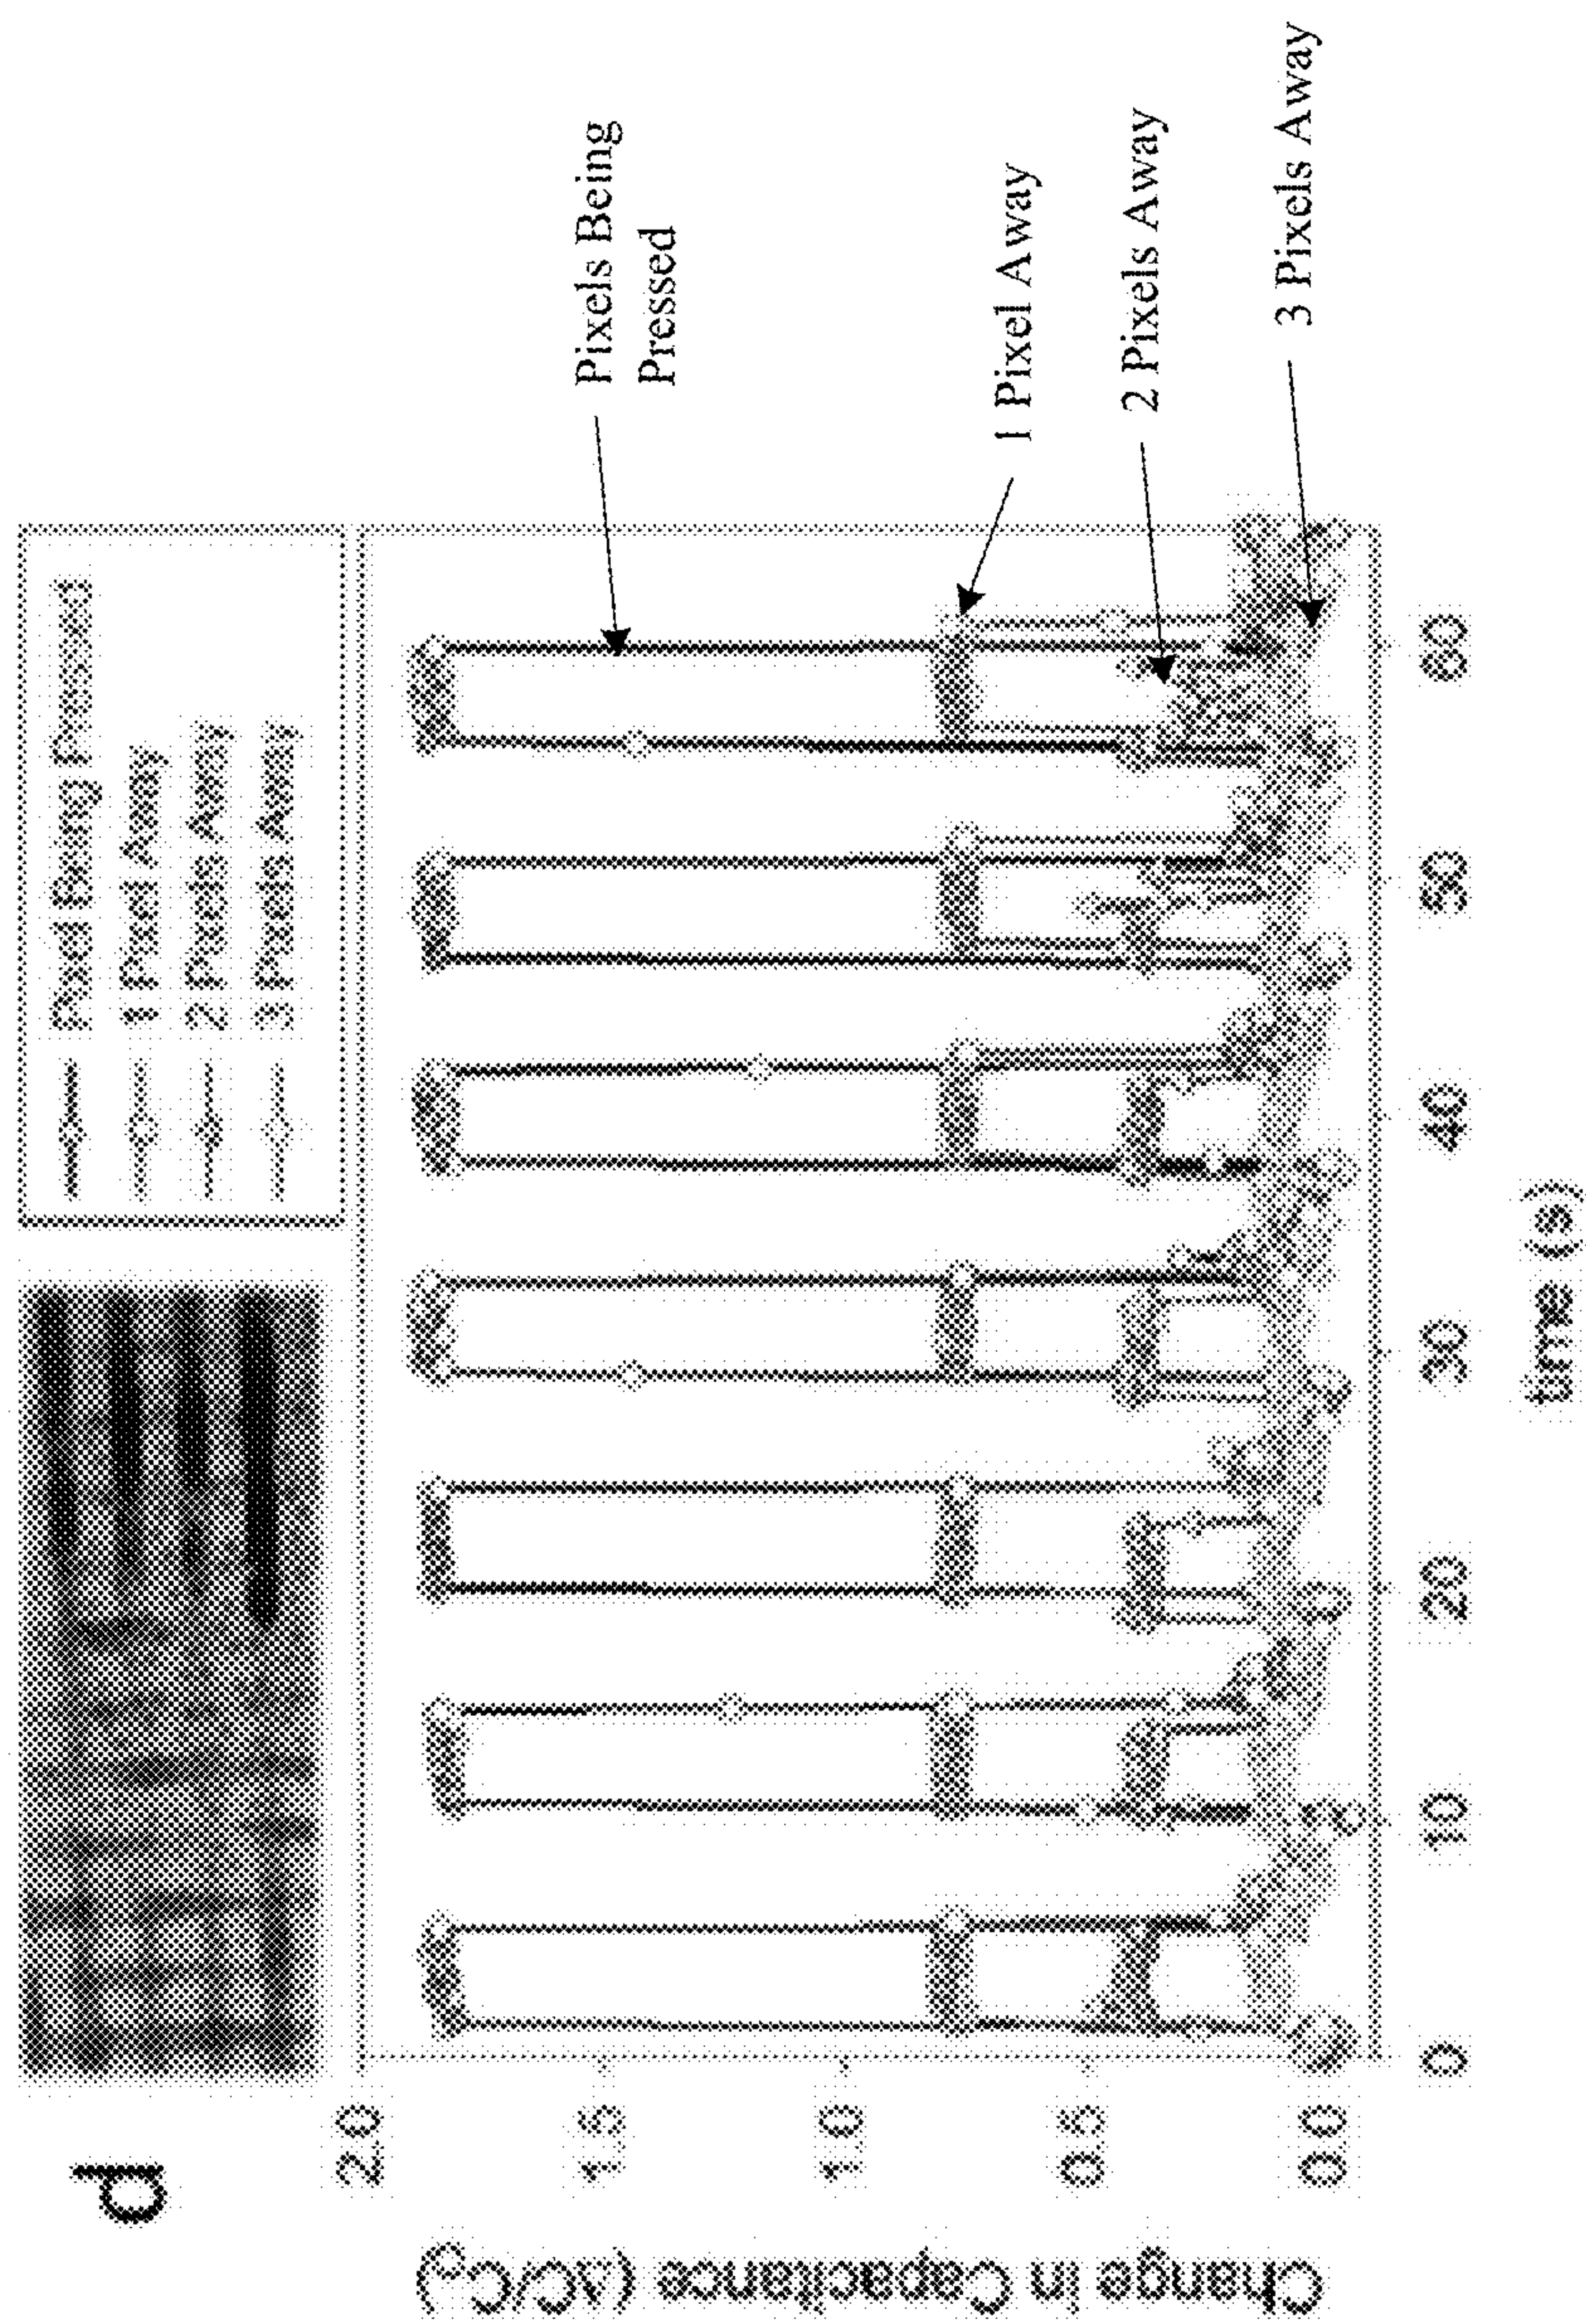 d
Pixel Being Pressed
1 Pixel Away
2 Pixels Away
3 Pixels Away
Change in Capacitance (ΔC/C₀)
2.0
1.5
1.0
0.5
0.0
0
10
20
30
40
50
60
time (s)
Pixels Being
Pressed
1 Pixel Away
2 Pixels Away
3 Pixels Away